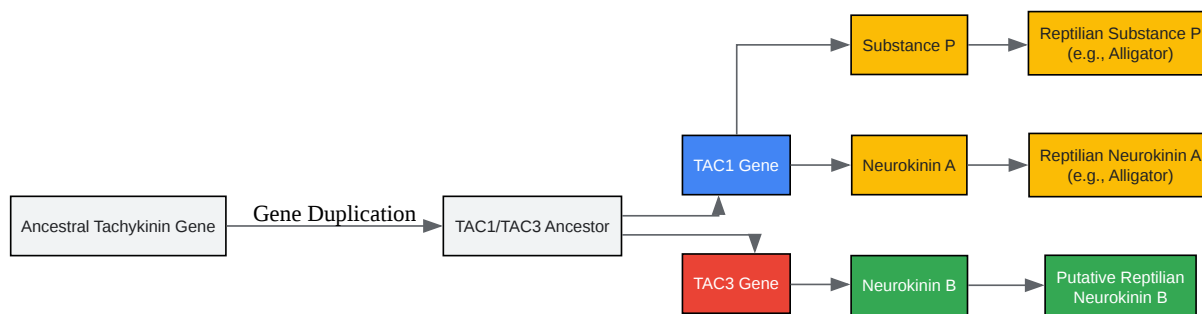 Ancestral Tachykinin Gene
Gene Duplication
TAC1/TAC3 Ancestor
TAC1 Gene
TAC3 Gene
Substance P
Neurokinin A
Neurokinin B
Reptilian Substance P
(e.g., Alligator)
Reptilian Neurokinin A
(e.g., Alligator)
Putative Reptilian
Neurokinin B